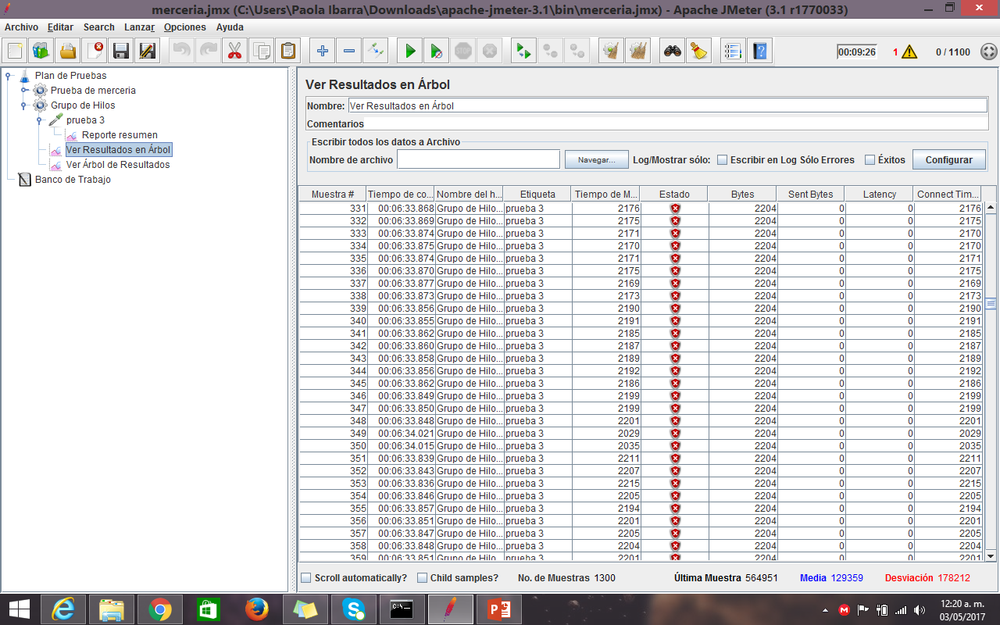 merceria.jmx (C:\Users\Paola Ibarra\Downloads\apache-jmeter-3.1\bin\merceria.jmx) - Apache JMeter (3.1 r1770033)
Archivo Editar Search Lanzar Opciones Ayuda
00:09:26 1 0 / 1100
Plan de Pruebas
Prueba de merceria
Grupo de Hilos
prueba 3
Reporte resumen
Ver Resultados en Árbol
Ver Árbol de Resultados
Banco de Trabajo
Ver Resultados en Árbol
Nombre: Ver Resultados en Árbol
Comentarios
Escribir todos los datos a Archivo
Nombre de archivo Navegar... Log/Mostrar sólo: Escribir en Log Sólo Errores Éxitos Configurar
Muestra # Tiempo de co... Nombre del h... Etiqueta Tiempo de M... Estado Bytes Sent Bytes Latency Connect Tim...
331 00:06:33.868 Grupo de Hilo... prueba 3 2176 2204 0 0 2176
332 00:06:33.869 Grupo de Hilo... prueba 3 2175 2204 0 0 2175
333 00:06:33.874 Grupo de Hilo... prueba 3 2171 2204 0 0 2170
334 00:06:33.875 Grupo de Hilo... prueba 3 2170 2204 0 0 2170
335 00:06:33.874 Grupo de Hilo... prueba 3 2171 2204 0 0 2171
336 00:06:33.870 Grupo de Hilo... prueba 3 2175 2204 0 0 2175
337 00:06:33.877 Grupo de Hilo... prueba 3 2169 2204 0 0 2169
338 00:06:33.873 Grupo de Hilo... prueba 3 2173 2204 0 0 2173
339 00:06:33.856 Grupo de Hilo... prueba 3 2190 2204 0 0 2190
340 00:06:33.855 Grupo de Hilo... prueba 3 2191 2204 0 0 2191
341 00:06:33.862 Grupo de Hilo... prueba 3 2185 2204 0 0 2185
342 00:06:33.860 Grupo de Hilo... prueba 3 2187 2204 0 0 2187
343 00:06:33.858 Grupo de Hilo... prueba 3 2189 2204 0 0 2189
344 00:06:33.856 Grupo de Hilo... prueba 3 2192 2204 0 0 2192
345 00:06:33.862 Grupo de Hilo... prueba 3 2186 2204 0 0 2186
346 00:06:33.849 Grupo de Hilo... prueba 3 2199 2204 0 0 2199
347 00:06:33.850 Grupo de Hilo... prueba 3 2199 2204 0 0 2199
348 00:06:33.848 Grupo de Hilo... prueba 3 2201 2204 0 0 2201
349 00:06:34.021 Grupo de Hilo... prueba 3 2029 2204 0 0 2029
350 00:06:34.015 Grupo de Hilo... prueba 3 2035 2204 0 0 2035
351 00:06:33.839 Grupo de Hilo... prueba 3 2211 2204 0 0 2211
352 00:06:33.843 Grupo de Hilo... prueba 3 2207 2204 0 0 2207
353 00:06:33.836 Grupo de Hilo... prueba 3 2215 2204 0 0 2215
354 00:06:33.846 Grupo de Hilo... prueba 3 2205 2204 0 0 2205
355 00:06:33.857 Grupo de Hilo... prueba 3 2194 2204 0 0 2194
356 00:06:33.851 Grupo de Hilo... prueba 3 2201 2204 0 0 2201
357 00:06:33.847 Grupo de Hilo... prueba 3 2205 2204 0 0 2205
358 00:06:33.848 Grupo de Hilo... prueba 3 2204 2204 0 0 2204
359 00:06:33.851 Grupo de Hilo... prueba 3 2201 2204 0 0 2201
Scroll automatically? Child samples? No. de Muestras 1300 Última Muestra 564951 Media 129359 Desviación 178212
12:20 a. m.
03/05/2017